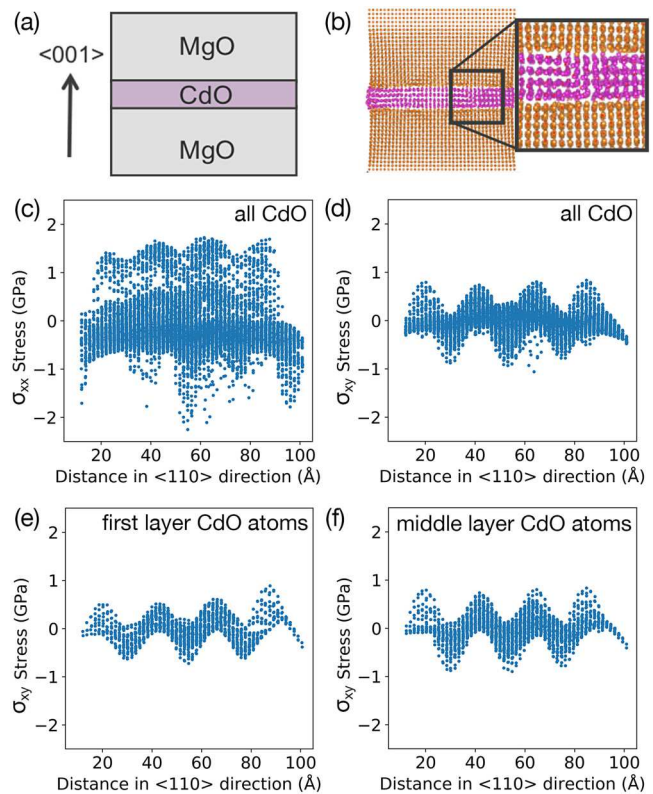 (a)
<001>
MgO
CdO
MgO
(b)
(c)
all CdO
σxx Stress (GPa)
2
1
0
−1
−2
20 40 60 80 100
Distance in <110> direction (Å)
(d)
all CdO
σxy Stress (GPa)
2
1
0
−1
−2
20 40 60 80 100
Distance in <110> direction (Å)
(e)
first layer CdO atoms
σxy Stress (GPa)
2
1
0
−1
−2
20 40 60 80 100
Distance in <110> direction (Å)
(f)
middle layer CdO atoms
σxy Stress (GPa)
2
1
0
−1
−2
20 40 60 80 100
Distance in <110> direction (Å)